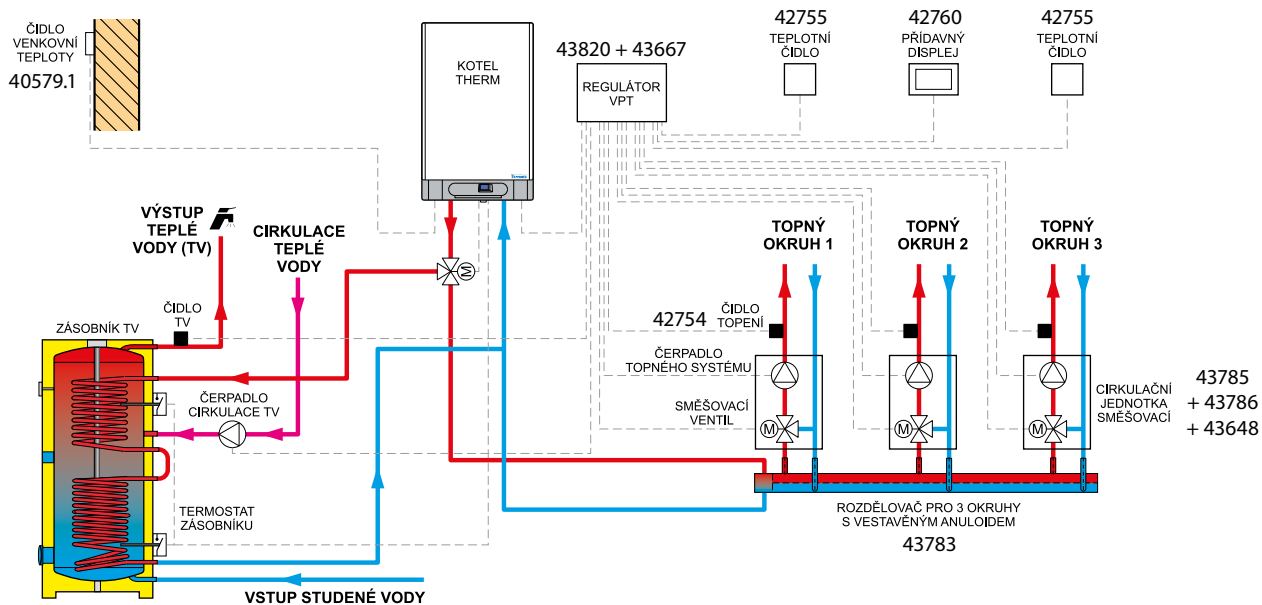 ČIDLO
VENKOVNÍ
TEPLOTY
40579.1
KOTEL
THERM
43820 + 43667
REGULÁTOR
VPT
42755
TEPLOTNÍ
ČIDLO
42760
PŘÍDAVNÝ
DISPLEJ
42755
TEPLOTNÍ
ČIDLO
VÝSTUP
TEPLÉ
VODY (TV)
CIRKULACE
TEPLÉ
VODY
M
TOPNÝ
OKRUH 1
TOPNÝ
OKRUH 2
TOPNÝ
OKRUH 3
ČIDLO
TV
ZÁSOBNÍK TV
42754
ČIDLO
TOPENÍ
ČERPADLO
TOPNÉHO SYSTÉMU
SMĚŠOVACÍ
VENTIL
M
M
M
CIRKULAČNÍ
JEDNOTKA
SMĚŠOVACÍ
43785
+ 43786
+ 43648
ČERPADLO
CIRKULACE TV
TERMOSTAT
ZÁSOBNÍKU
ROZDĚLOVAČ PRO 3 OKRUHY
S VESTAVĚNÝM ANULOIDEM
43783
VSTUP STUDENÉ VODY